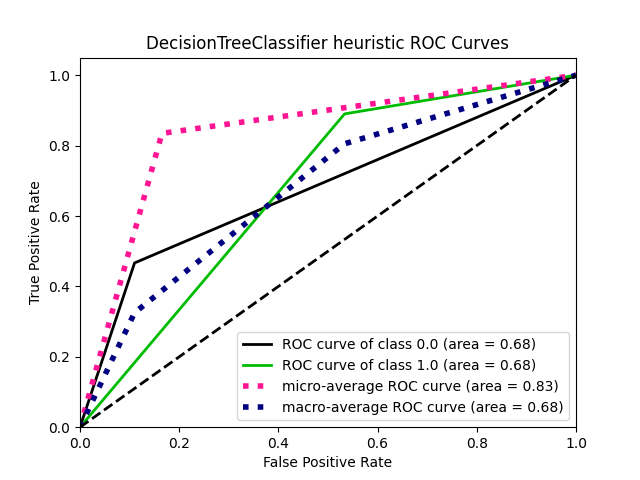 DecisionTreeClassifier heuristic ROC Curves
True Positive Rate
1.0
0.8
0.6
0.4
0.2
0.0
ROC curve of class 0.0 (area = 0.68)
ROC curve of class 1.0 (area = 0.68)
micro-average ROC curve (area = 0.83)
macro-average ROC curve (area = 0.68)
0.0 0.2 0.4 0.6 0.8 1.0
False Positive Rate